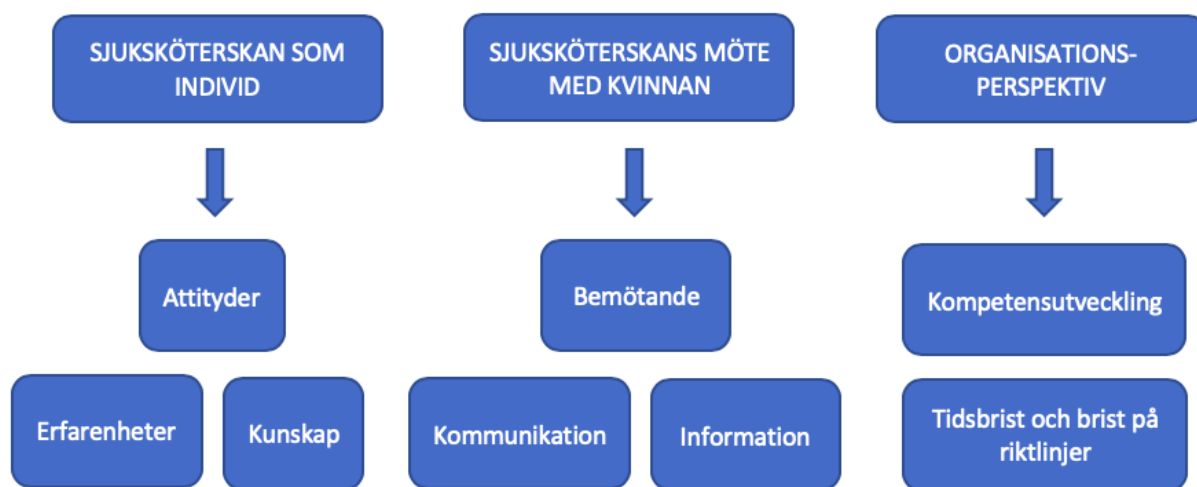 SJUKSKÖTERSKAN SOM
INDIVID
SJUKSKÖTERSKANS MÖTE
MED KVINNAN
ORGANISATIONS-
PERSPEKTIV
Attityder
Bemötande
Kompetensutveckling
Erfarenheter
Kunskap
Kommunikation
Information
Tidsbrist och brist på
riktlinjer